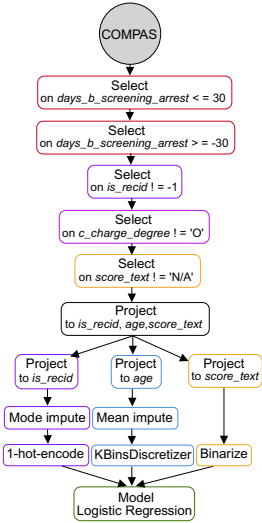 COMPAS
Select
on days_b_screening_arrest < = 30
Select
on days_b_screening_arrest > = -30
Select
on is_recid ! = -1
Select
on c_charge_degree ! = 'O'
Select
on score_text ! = 'N/A'
Project
to is_recid, age,score_text
Project
to is_recid
Project
to age
Project
to score_text
Mode impute
Mean impute
1-hot-encode
KBinsDiscretizer
Binarize
Model
Logistic Regression